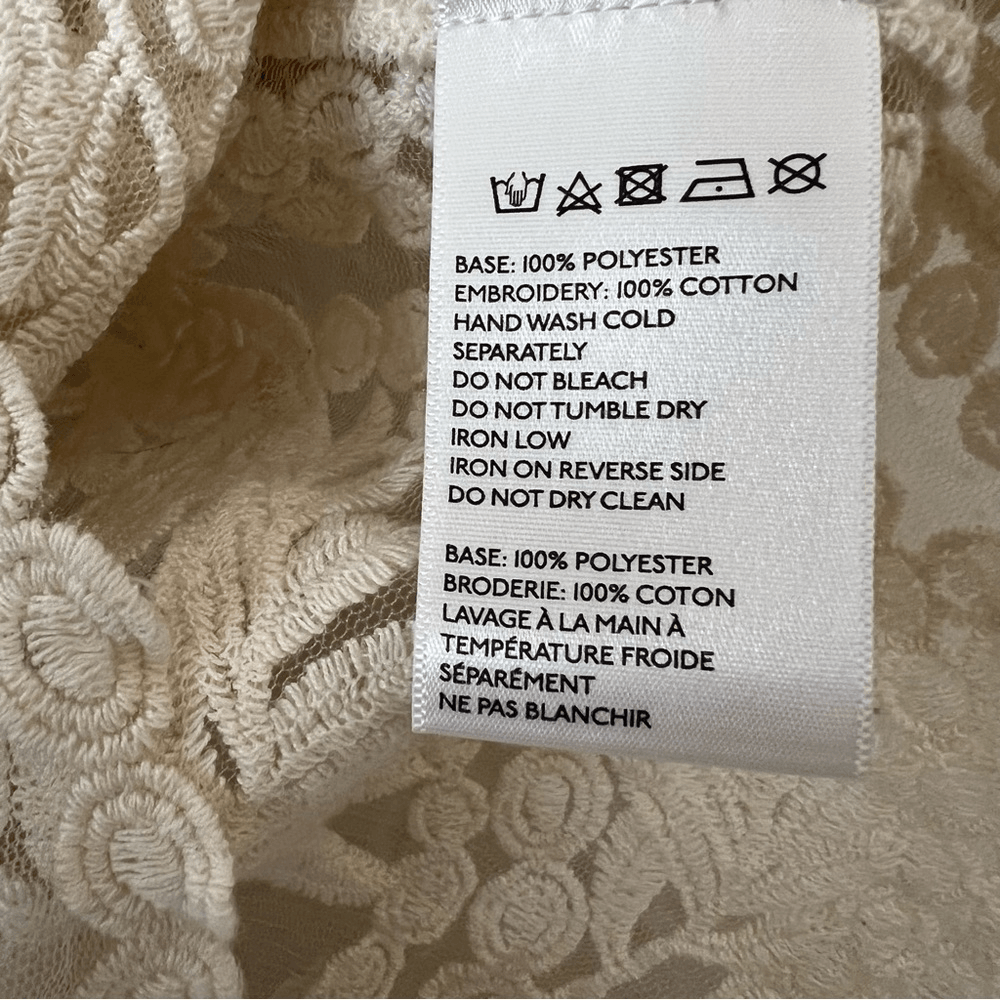 BASE: 100% POLYESTER
EMBROIDERY: 100% COTTON
HAND WASH COLD
SEPARATELY
DO NOT BLEACH
DO NOT TUMBLE DRY
IRON LOW
IRON ON REVERSE SIDE
DO NOT DRY CLEAN
BASE: 100% POLYESTER
BRODERIE: 100% COTON
LAVAGE À LA MAIN À
TEMPÉRATURE FROIDE
SÉPARÉMENT
NE PAS BLANCHIR